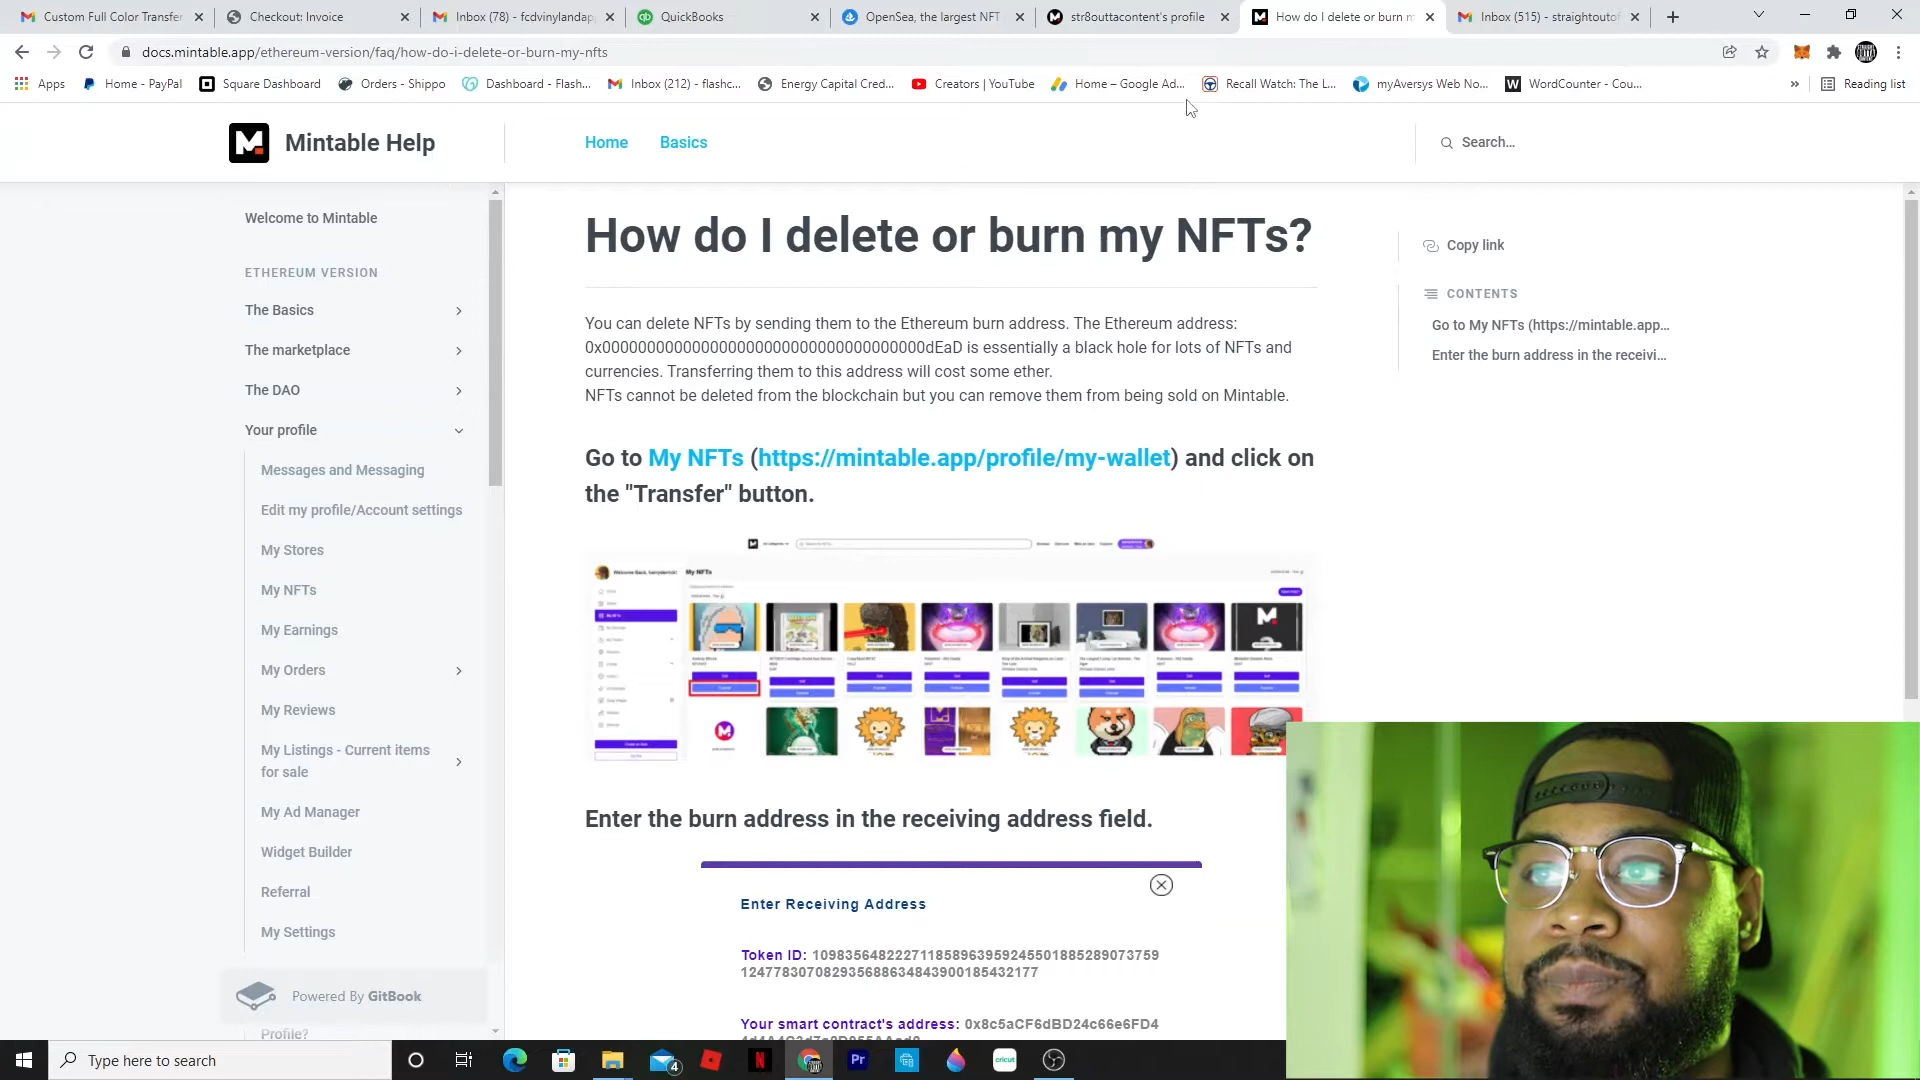 Custom Full Color Transfer
Checkout: Invoice
Inbox (78) - fcdvinylandapp
QuickBooks
OpenSea, the largest NFT
str8outtacontent's profile
How do I delete or burn m
Inbox (515) - straightoutof
docs.mintable.app/ethereum-version/faq/how-do-i-delete-or-burn-my-nfts
Apps
Home - PayPal
Square Dashboard
Orders - Shippo
Dashboard - Flash...
Inbox (212) - flashc...
Energy Capital Cred...
Creators | YouTube
Home – Google Ad...
Recall Watch: The L...
myAversys Web No...
WordCounter - Cou...
Reading list
Mintable Help
Home
Basics
Search...
Welcome to Mintable
ETHEREUM VERSION
The Basics
The marketplace
The DAO
Your profile
Messages and Messaging
Edit my profile/Account settings
My Stores
My NFTs
My Earnings
My Orders
My Reviews
My Listings - Current items
for sale
My Ad Manager
Widget Builder
Referral
My Settings
Powered By GitBook
Profile?
How do I delete or burn my NFTs?
You can delete NFTs by sending them to the Ethereum burn address. The Ethereum address:
0x000000000000000000000000000000000000dEaD is essentially a black hole for lots of NFTs and
currencies. Transferring them to this address will cost some ether.
NFTs cannot be deleted from the blockchain but you can remove them from being sold on Mintable.
Go to My NFTs (https://mintable.app/profile/my-wallet) and click on
the "Transfer" button.
My NFTs
Enter the burn address in the receiving address field.
Enter Receiving Address
Token ID:
Your smart contract's address: 0x8c5aCF6dBD24c66e6FD4
Copy link
CONTENTS
Go to My NFTs (https://mintable.app...
Enter the burn address in the receivi...
Type here to search
4
Pr
cricut